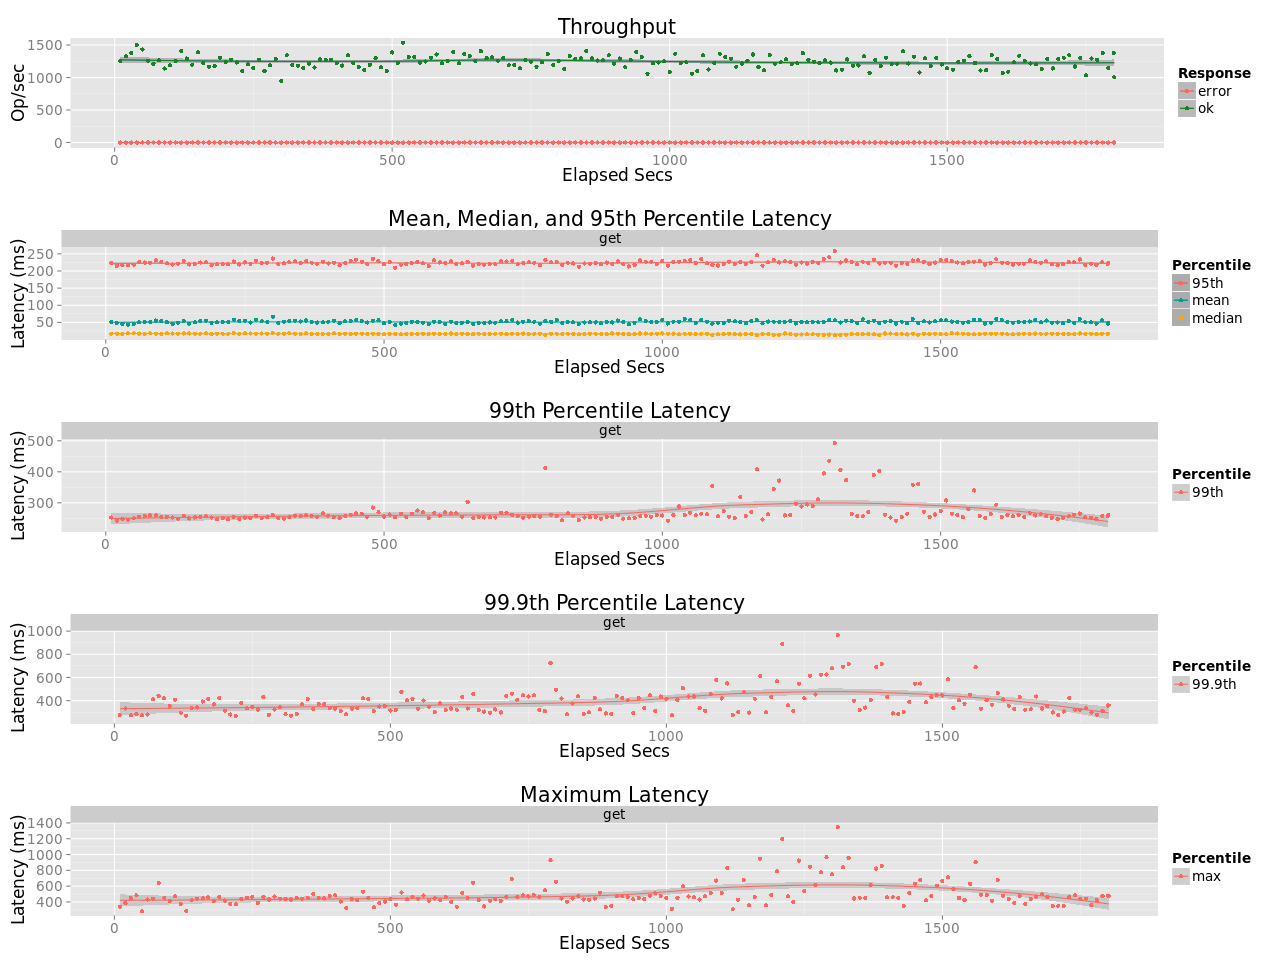 Throughput
Op/sec
1500
1000
500
0
0 500 1000 1500
Elapsed Secs
Response
error
ok
Mean, Median, and 95th Percentile Latency
get
Latency (ms)
250
200
150
100
50
0 500 1000 1500
Elapsed Secs
Percentile
95th
mean
median
99th Percentile Latency
get
Latency (ms)
500
400
300
0 500 1000 1500
Elapsed Secs
Percentile
99th
99.9th Percentile Latency
get
Latency (ms)
1000
800
600
400
0 500 1000 1500
Elapsed Secs
Percentile
99.9th
Maximum Latency
get
Latency (ms)
1400
1200
1000
800
600
400
0 500 1000 1500
Elapsed Secs
Percentile
max